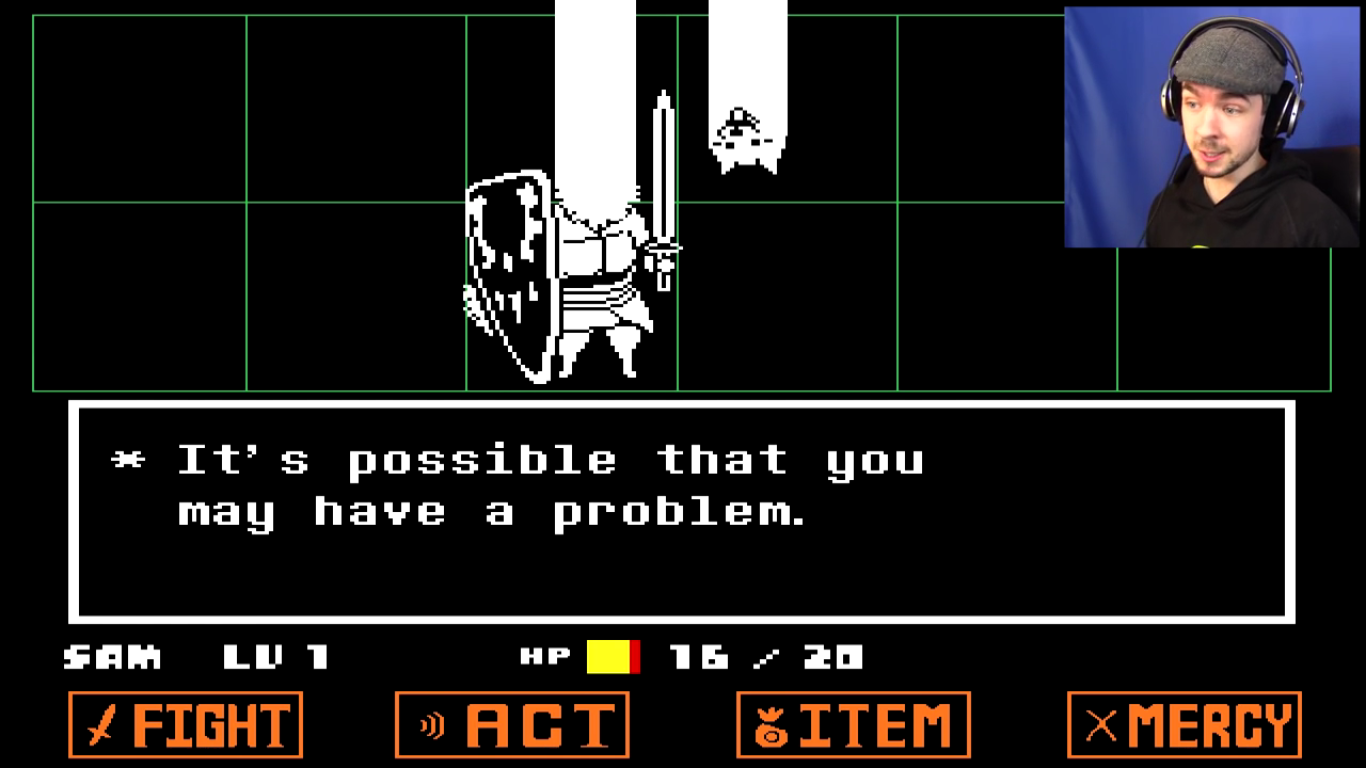 * It's possible that you
may have a problem.
SAM LV 1 HP 16 / 20
FIGHT ACT ITEM MERCY